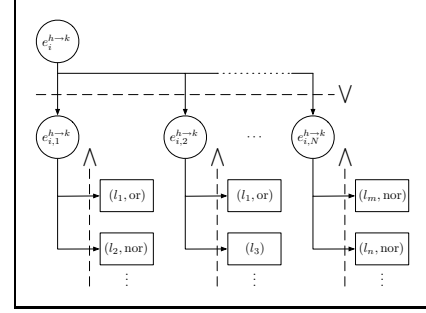 e_i^{h→k}
∨
e_{i,1}^{h→k} e_{i,2}^{h→k} ... e_{i,N}^{h→k}
∧ ∧ ∧
(l_1, or) (l_1, or) (l_m, nor)
(l_2, nor) (l_3) (l_n, nor)
⋮ ⋮ ⋮